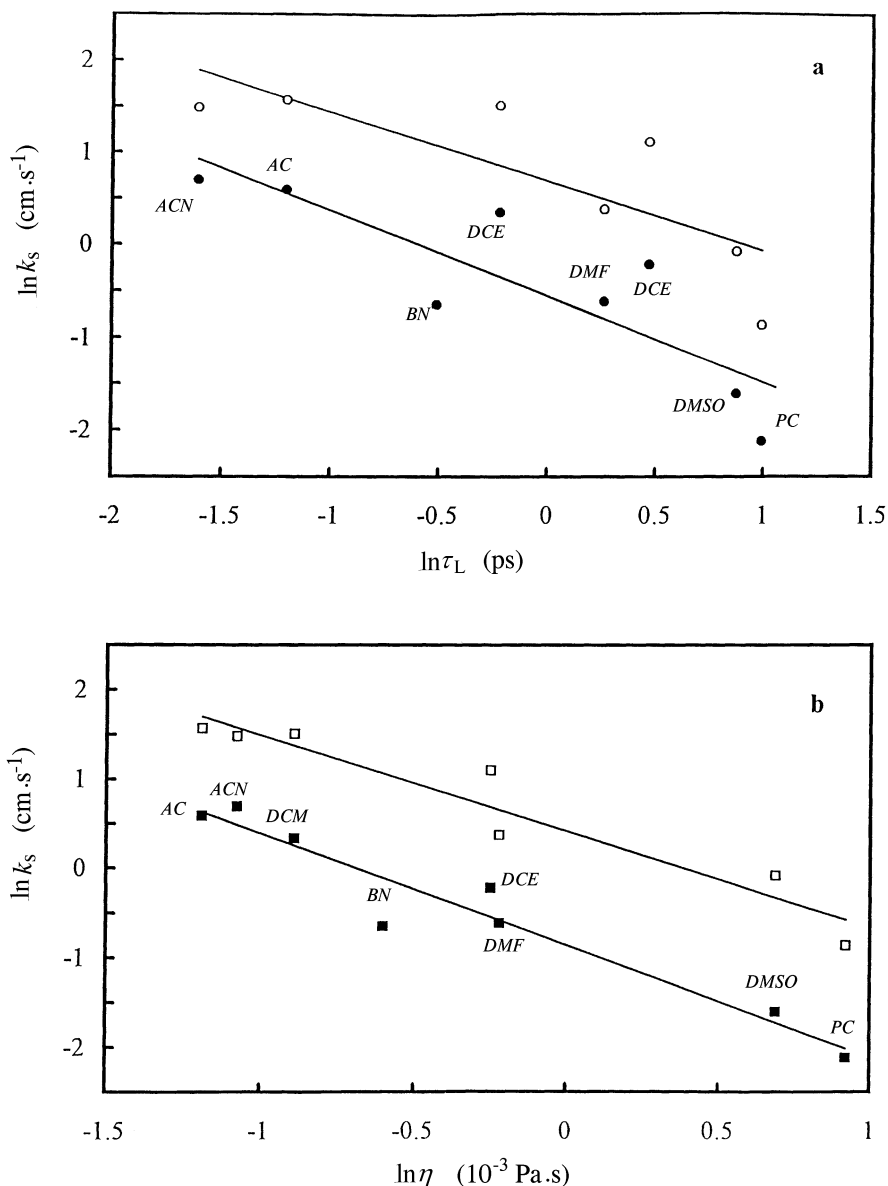 a
2
1
0
-1
-2
ln kₛ (cm·s⁻¹)
ACN
AC
DCE
BN
DMF
DCE
DMSO
PC
-2 -1.5 -1 -0.5 0 0.5 1 1.5
ln τL (ps)
b
2
1
0
-1
-2
ln kₛ (cm·s⁻¹)
AC
ACN
DCM
BN
DCE
DMF
DMSO
PC
-1.5 -1 -0.5 0 0.5 1
ln η (10⁻³ Pa.s)